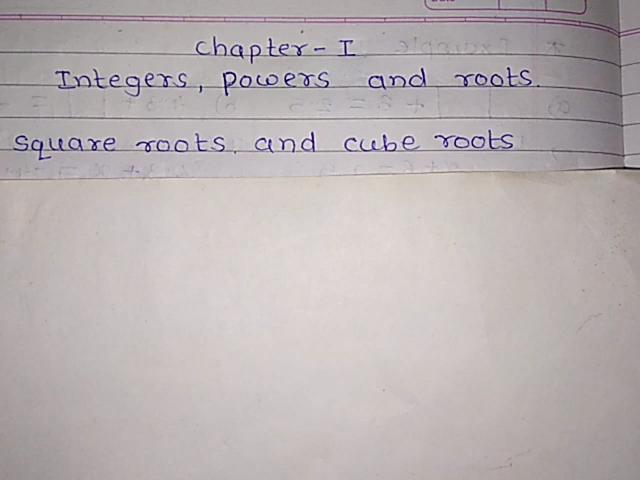 Chapter - I
Integers, powers and roots.
square roots. and cube roots